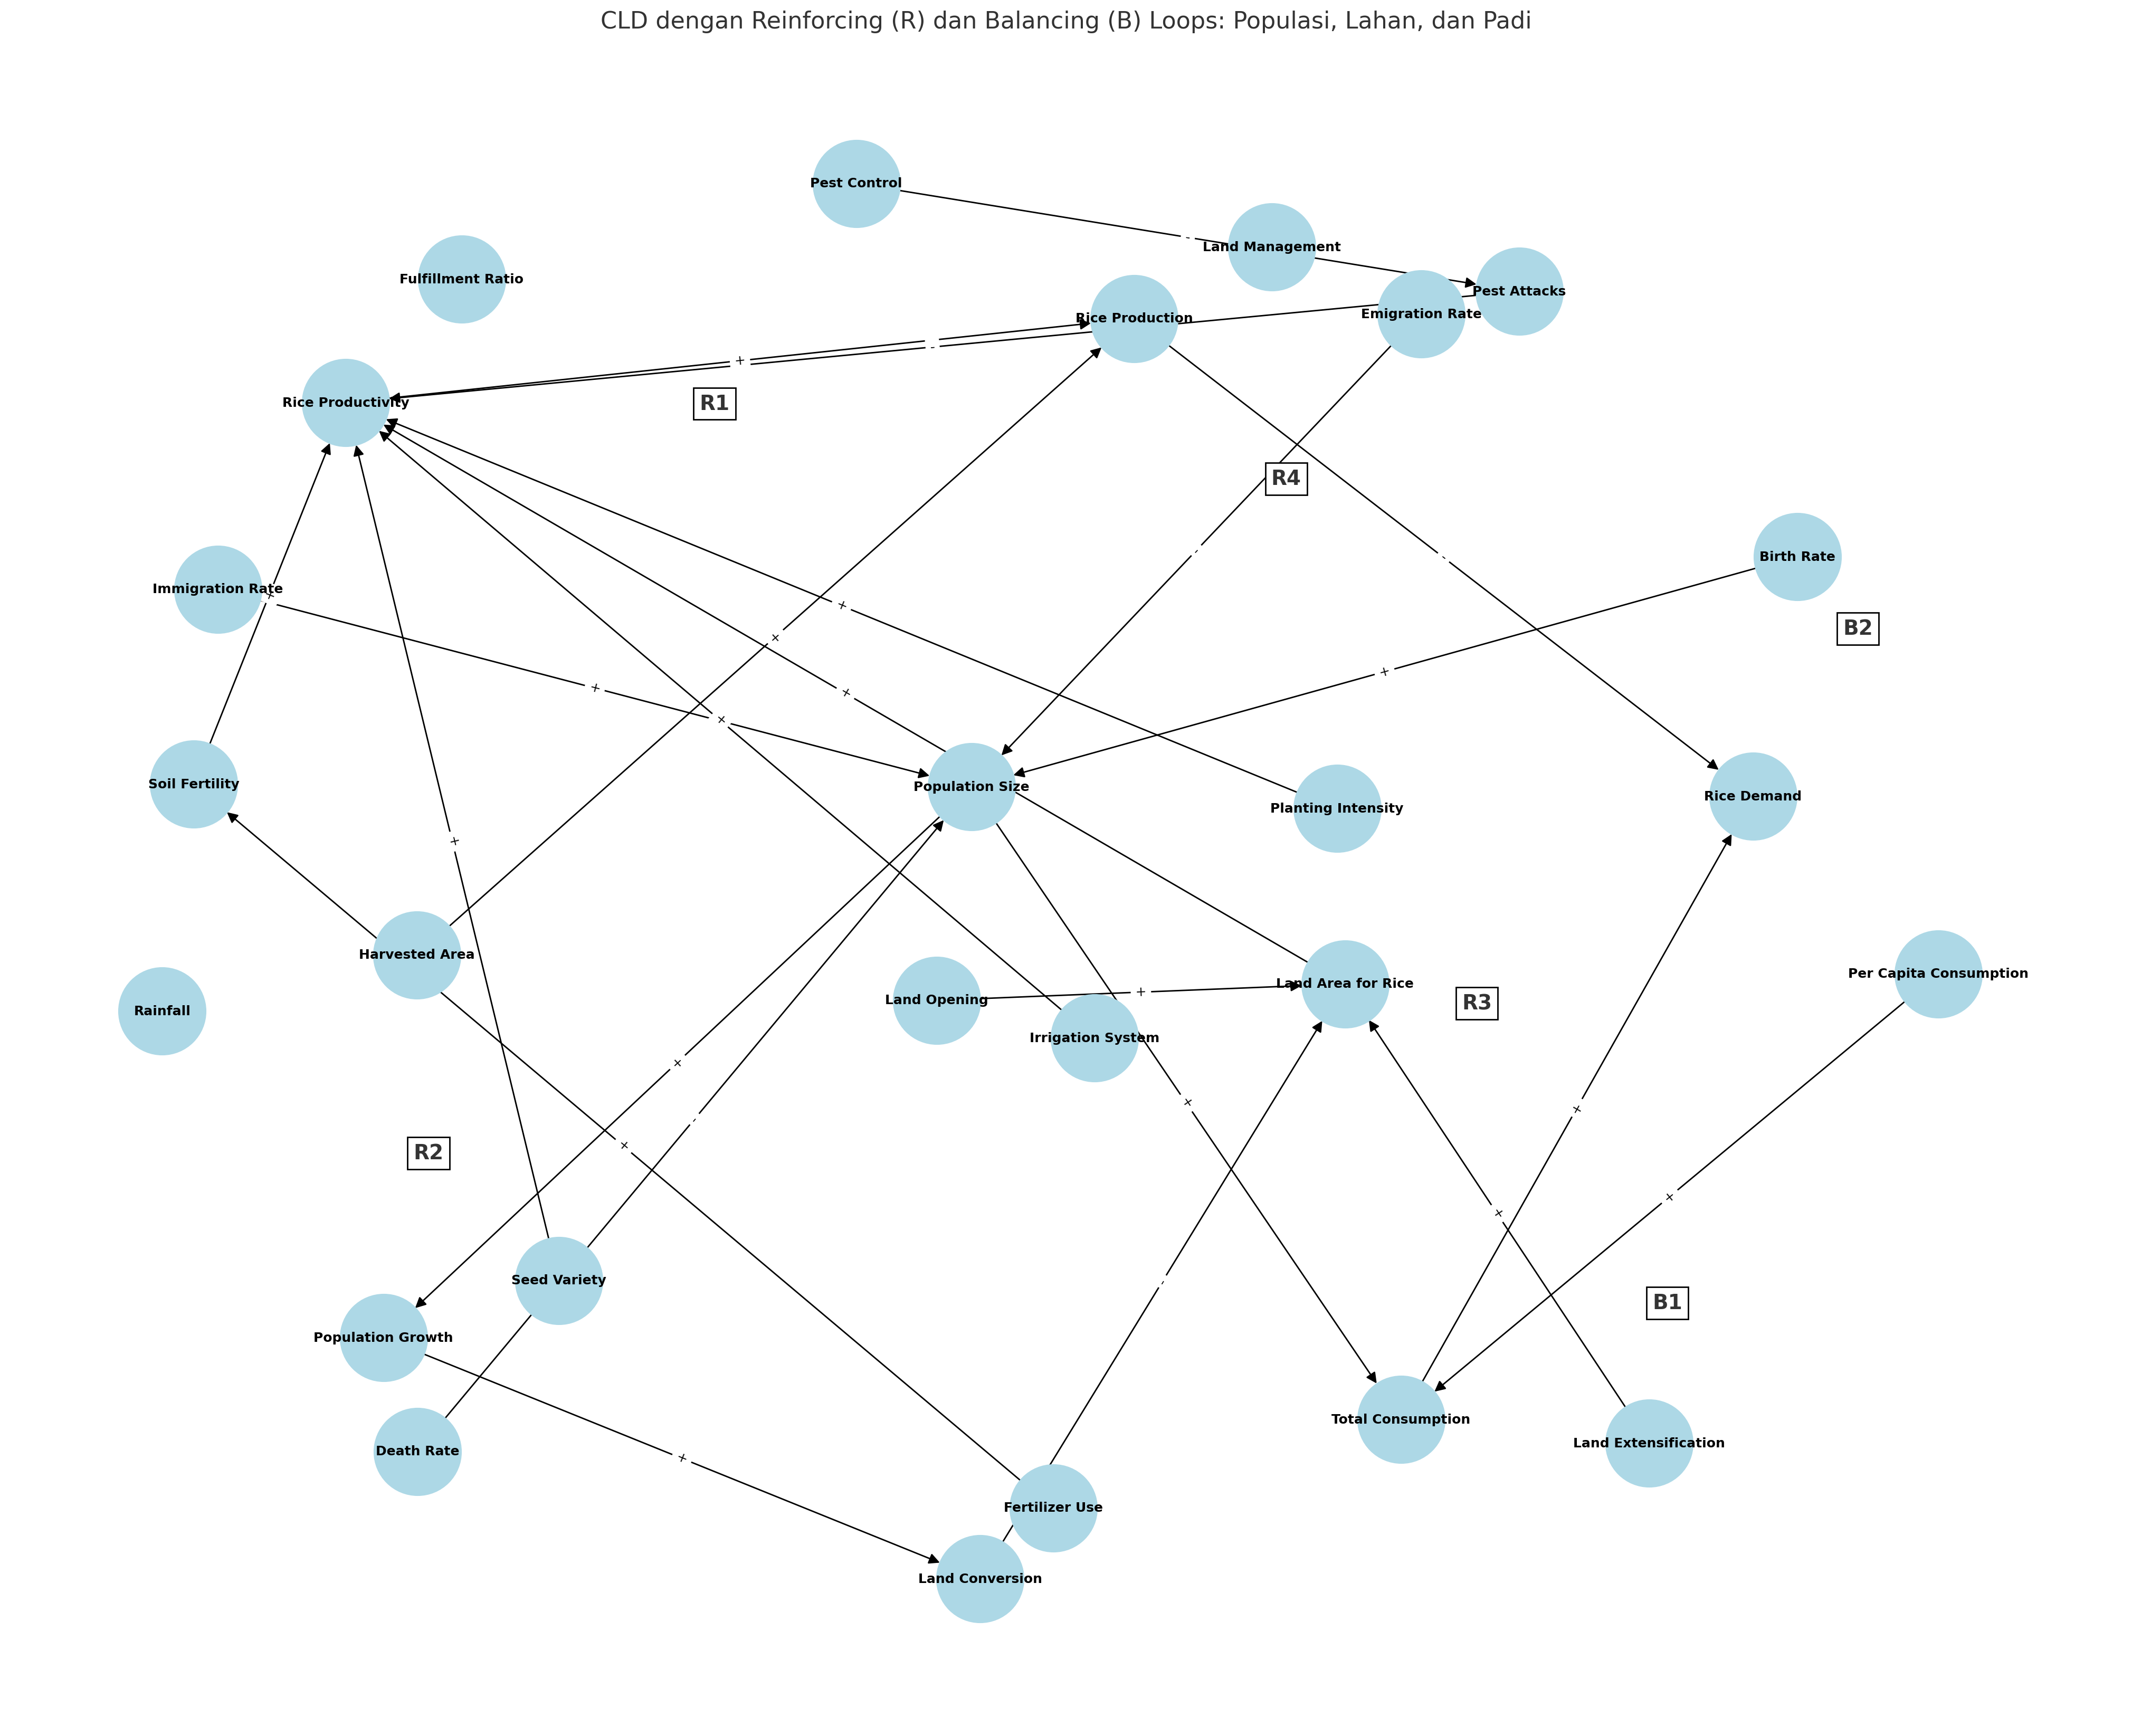 CLD dengan Reinforcing (R) dan Balancing (B) Loops: Populasi, Lahan, dan Padi
Pest Control
-
Land Management
Fulfillment Ratio
Pest Attacks
Rice Production
Emigration Rate
-
+
Rice Productivity
R1
R4
-
-
Birth Rate
Immigration Rate
+
+
B2
+
+
+
+
+
Soil Fertility
Population Size
Rice Demand
Planting Intensity
+
Harvested Area
Per Capita Consumption
Land Area for Rice
+
Land Opening
R3
Rainfall
Irrigation System
+
+
+
-
+
R2
+
+
Seed Variety
-
B1
Population Growth
Total Consumption
Land Extensification
Death Rate
+
Fertilizer Use
Land Conversion